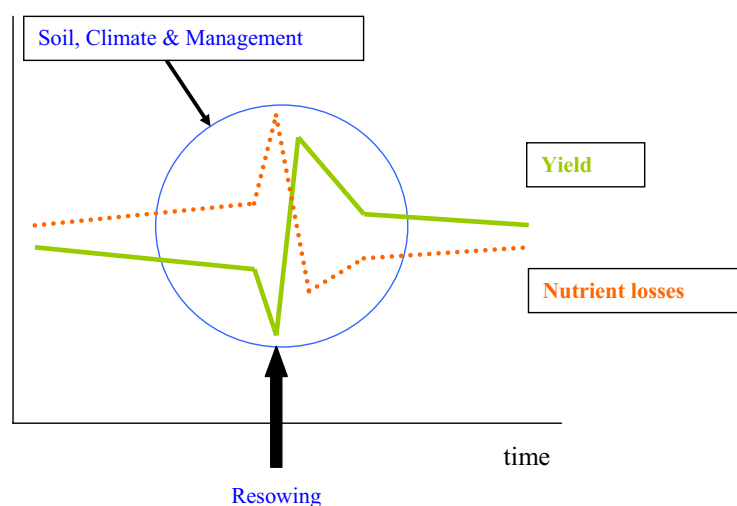 Soil, Climate & Management
Yield
Nutrient losses
time
Resowing